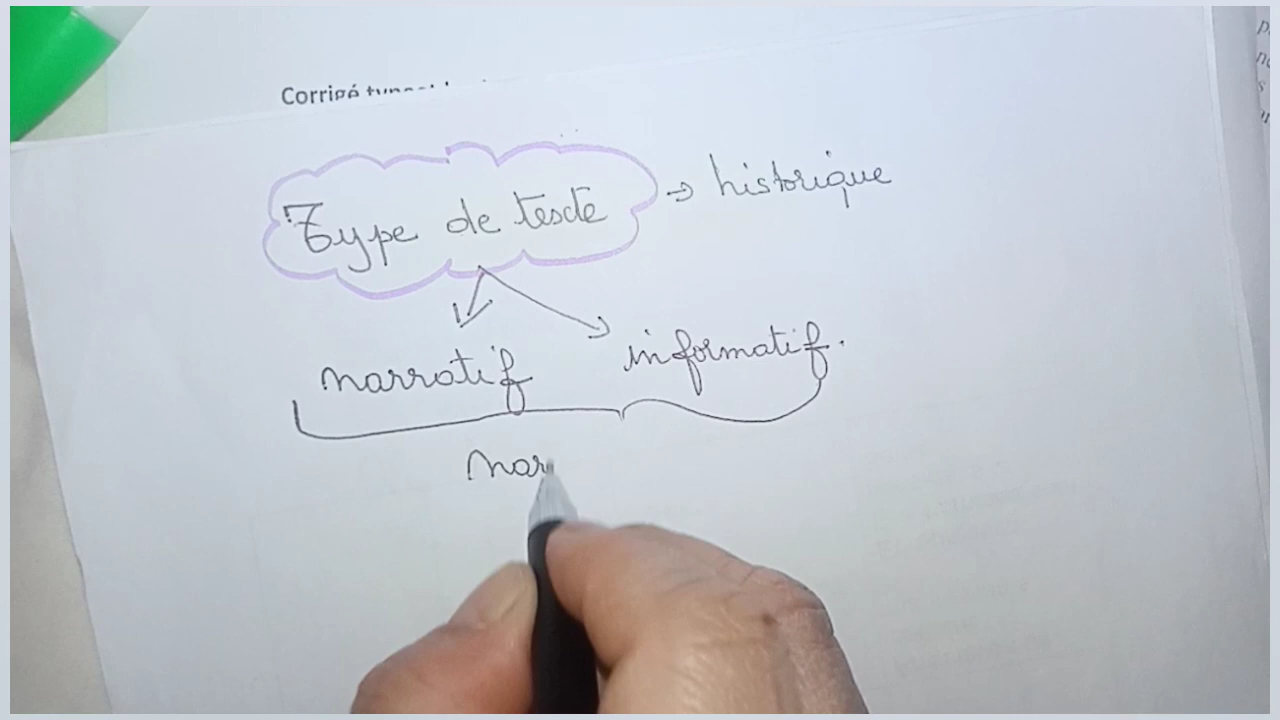 Corrigé
Type de texte → historique
narratif informatif.
nar